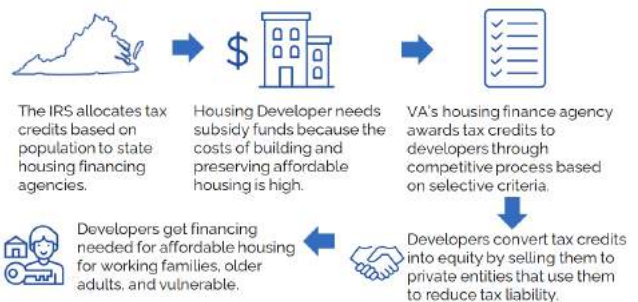 $
The IRS allocates tax
credits based on
population to state
housing financing
agencies.
Housing Developer needs
subsidy funds because the
costs of building and
preserving affordable
housing is high.
VA's housing finance agency
awards tax credits to
developers through
competitive process based
on selective criteria.
Developers convert tax credits
into equity by selling them to
private entities that use them
to reduce tax liability.
Developers get financing
needed for affordable housing
for working families, older
adults, and vulnerable.